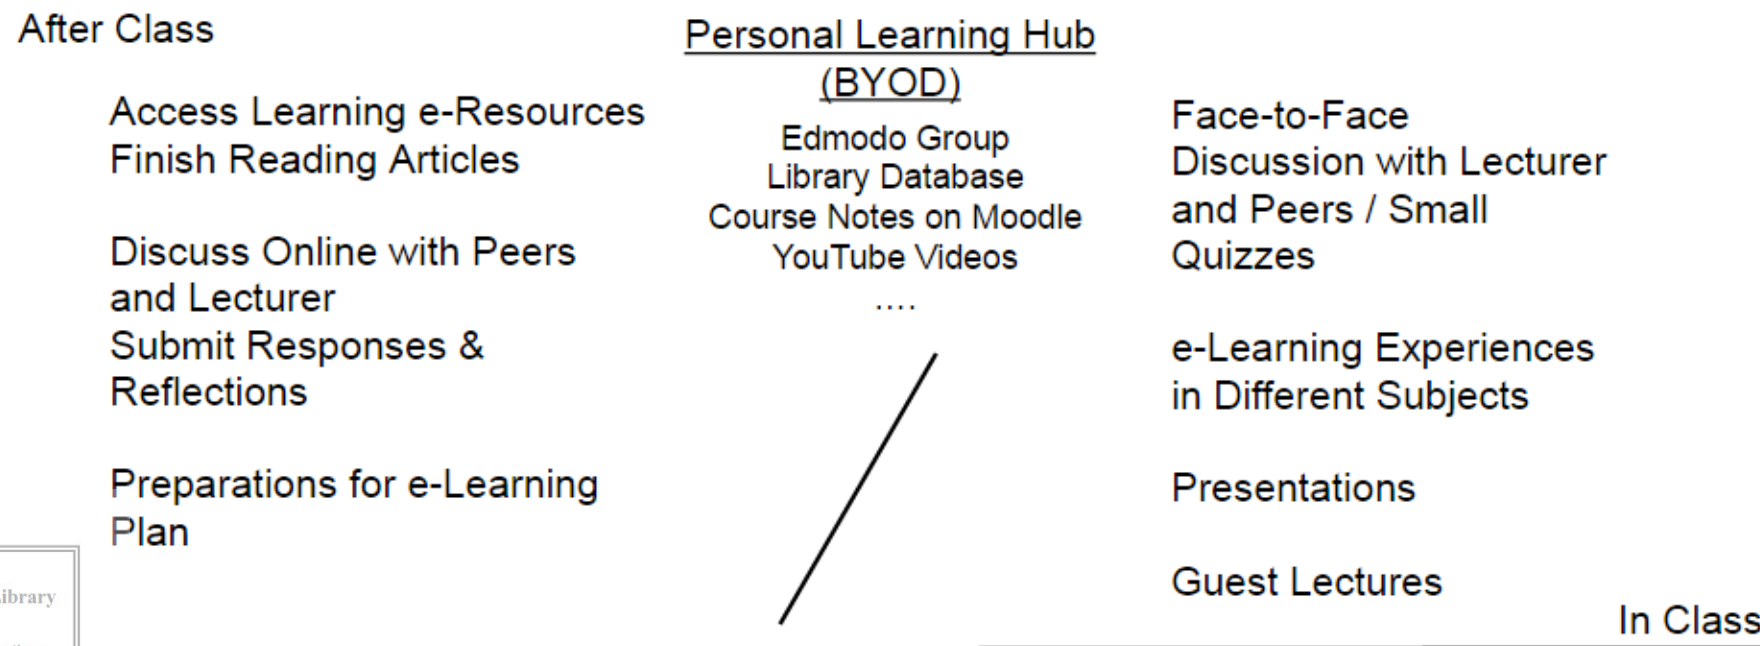 After Class
Access Learning e-Resources
Finish Reading Articles
Discuss Online with Peers
and Lecturer
Submit Responses &
Reflections
Preparations for e-Learning
Plan
Personal Learning Hub
(BYOD)
Edmodo Group
Library Database
Course Notes on Moodle
YouTube Videos
....
Face-to-Face
Discussion with Lecturer
and Peers / Small
Quizzes
e-Learning Experiences
in Different Subjects
Presentations
Guest Lectures
In Class